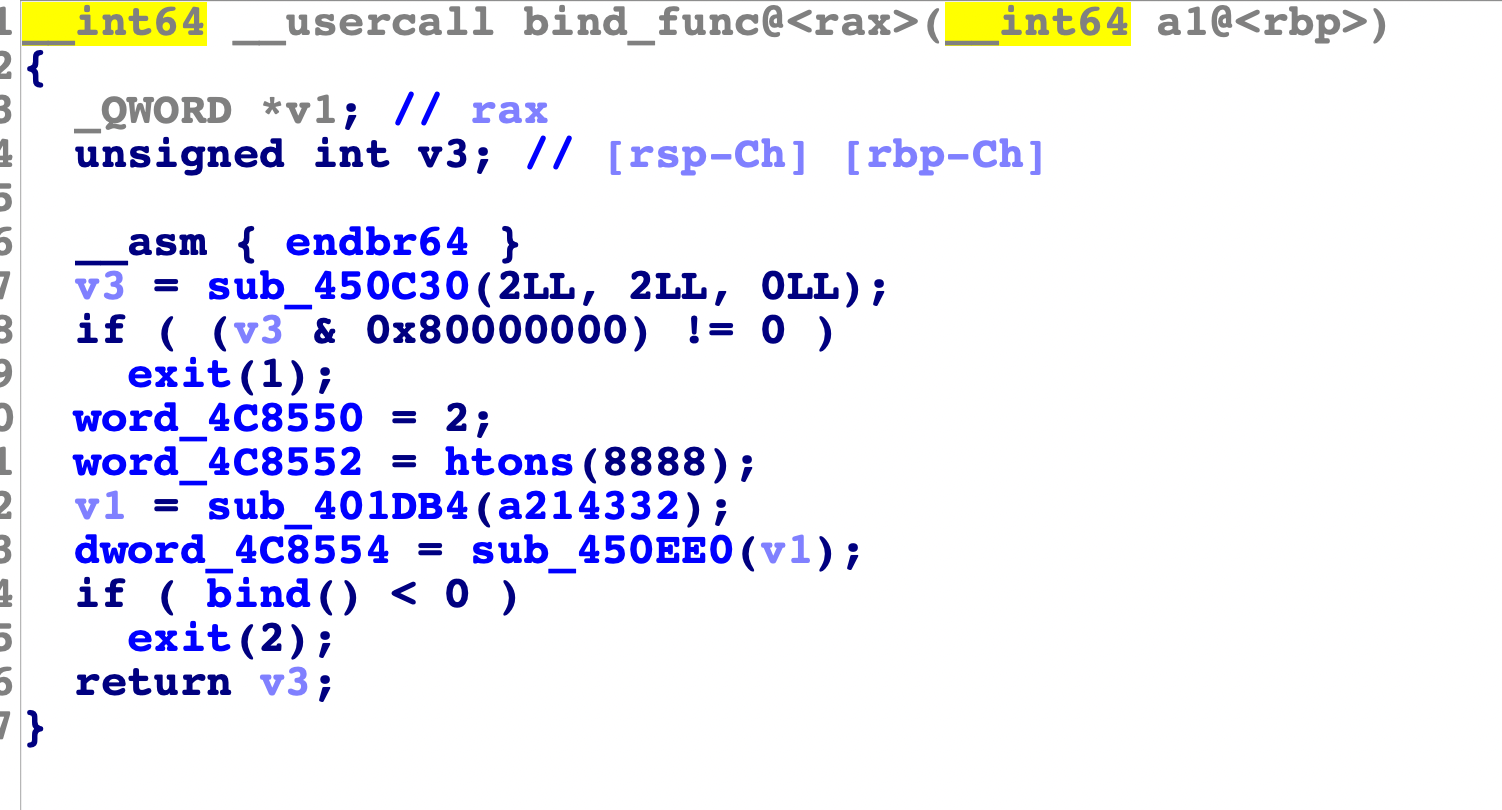 1 __int64 __usercall bind_func@<rax>(__int64 a1@<rbp>)
2 {
3 _QWORD *v1; // rax
4 unsigned int v3; // [rsp-Ch] [rbp-Ch]
5
6 __asm { endbr64 }
7 v3 = sub_450C30(2LL, 2LL, 0LL);
8 if ( (v3 & 0x80000000) != 0 )
9 exit(1);
0 word_4C8550 = 2;
1 word_4C8552 = htons(8888);
2 v1 = sub_401DB4(a214332);
3 dword_4C8554 = sub_450EE0(v1);
4 if ( bind() < 0 )
5 exit(2);
6 return v3;
7 }